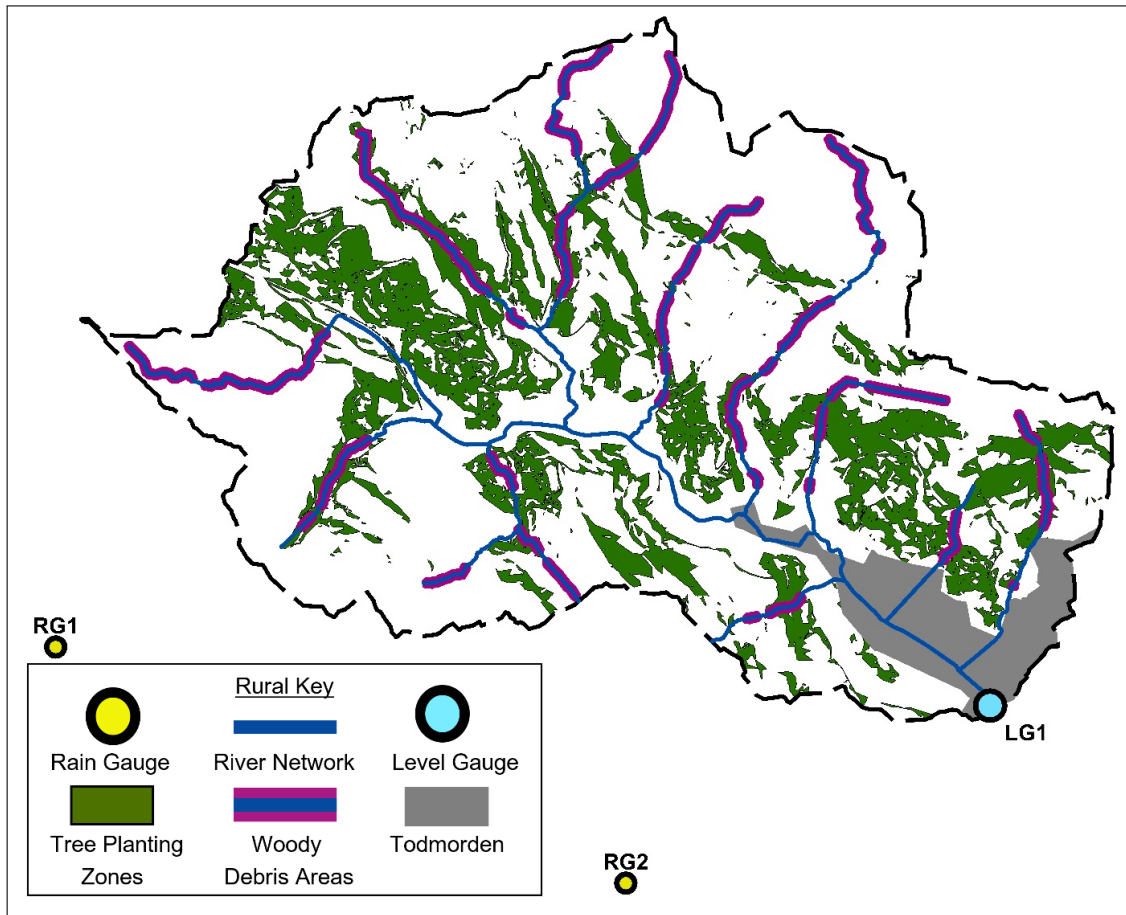 RG1
Rural Key
Rain Gauge
River Network
Level Gauge
Tree Planting
Zones
Woody
Debris Areas
Todmorden
LG1
RG2